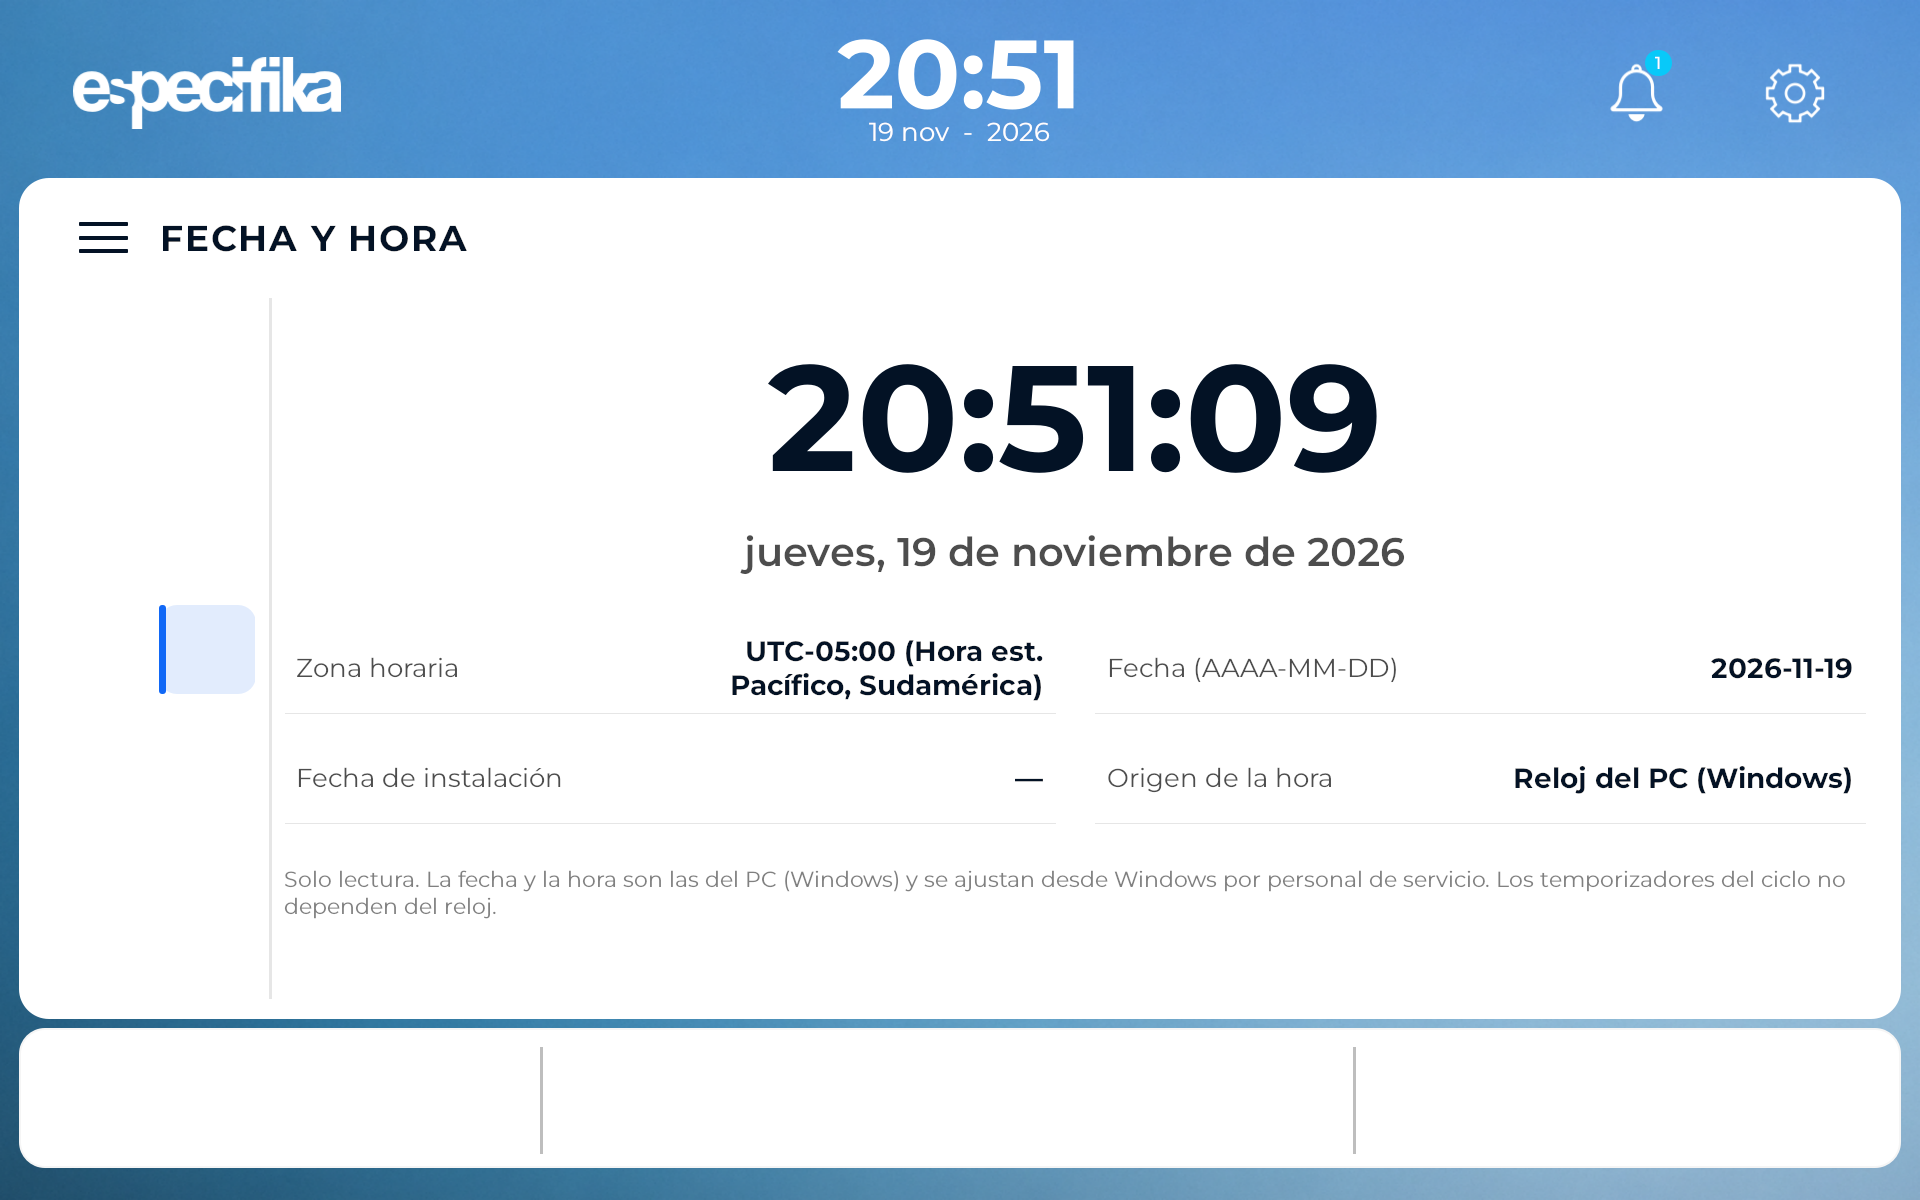 especifika
20:51
19 nov - 2026
1
FECHA Y HORA
20:51:09
jueves, 19 de noviembre de 2026
Zona horaria
UTC-05:00 (Hora est.
Pacífico, Sudamérica)
Fecha (AAAA-MM-DD)
2026-11-19
Fecha de instalación
—
Origen de la hora
Reloj del PC (Windows)
Solo lectura. La fecha y la hora son las del PC (Windows) y se ajustan desde Windows por personal de servicio. Los temporizadores del ciclo no
dependen del reloj.